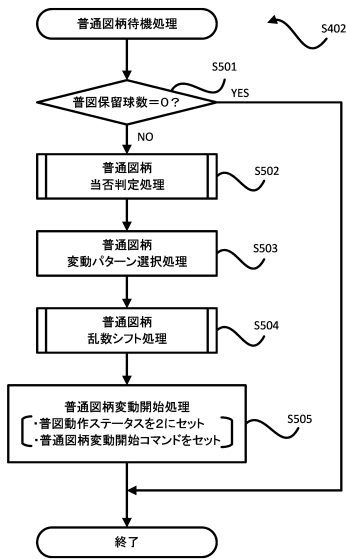 普通図柄待機処理
S402
S501
普図保留球数=0?
YES
NO
普通図柄
当否判定処理
S502
普通図柄
変動パターン選択処理
S503
普通図柄
乱数シフト処理
S504
普通図柄変動開始処理
・普図動作ステータスを2にセット
・普通図柄変動開始コマンドをセット
S505
終了